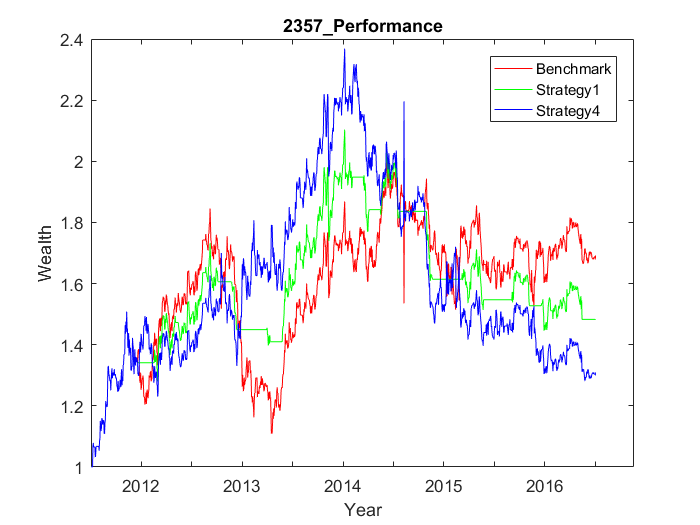 2357_Performance
Benchmark
Strategy1
Strategy4
Wealth
2.4
2.2
2
1.8
1.6
1.4
1.2
1
2012
2013
2014
2015
2016
Year